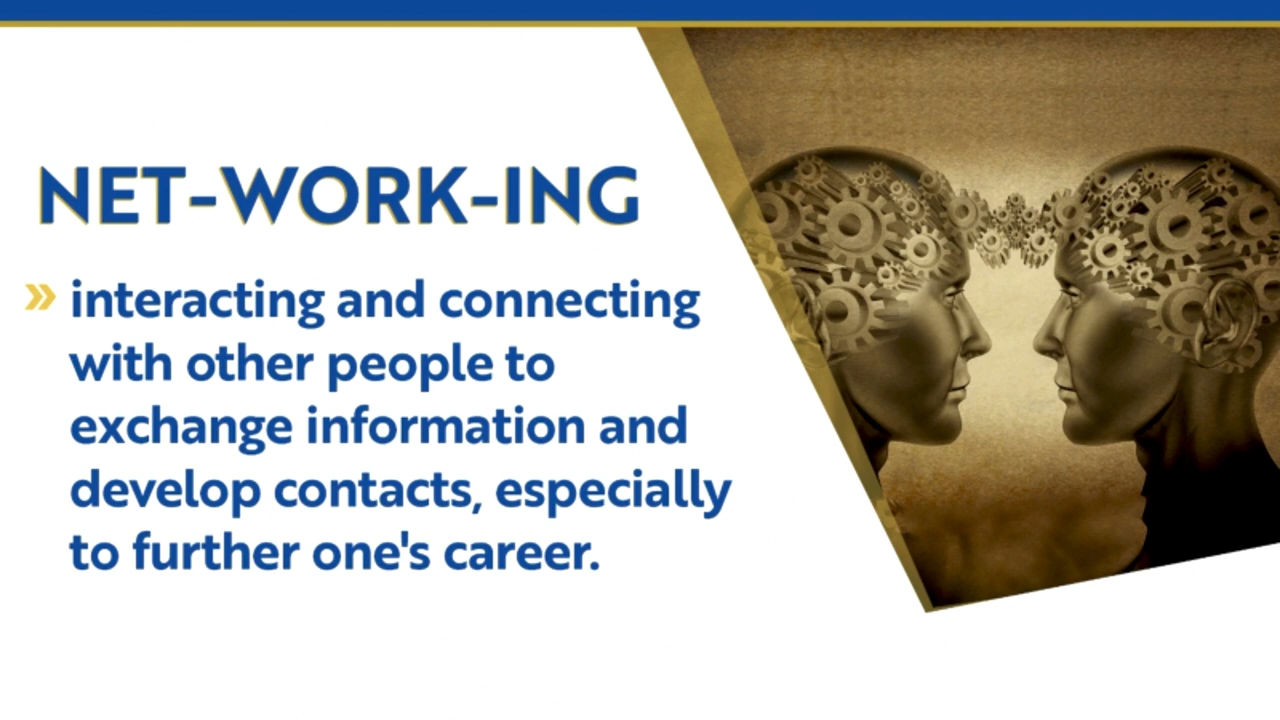 NET-WORK-ING
» interacting and connecting
with other people to
exchange information and
develop contacts, especially
to further one's career.